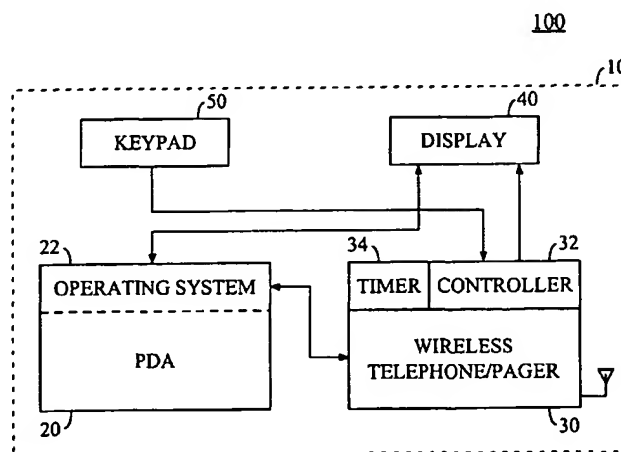 100
10
50
40
KEYPAD
DISPLAY
22
34
32
OPERATING SYSTEM
TIMER
CONTROLLER
PDA
WIRELESS
TELEPHONE/PAGER
20
30